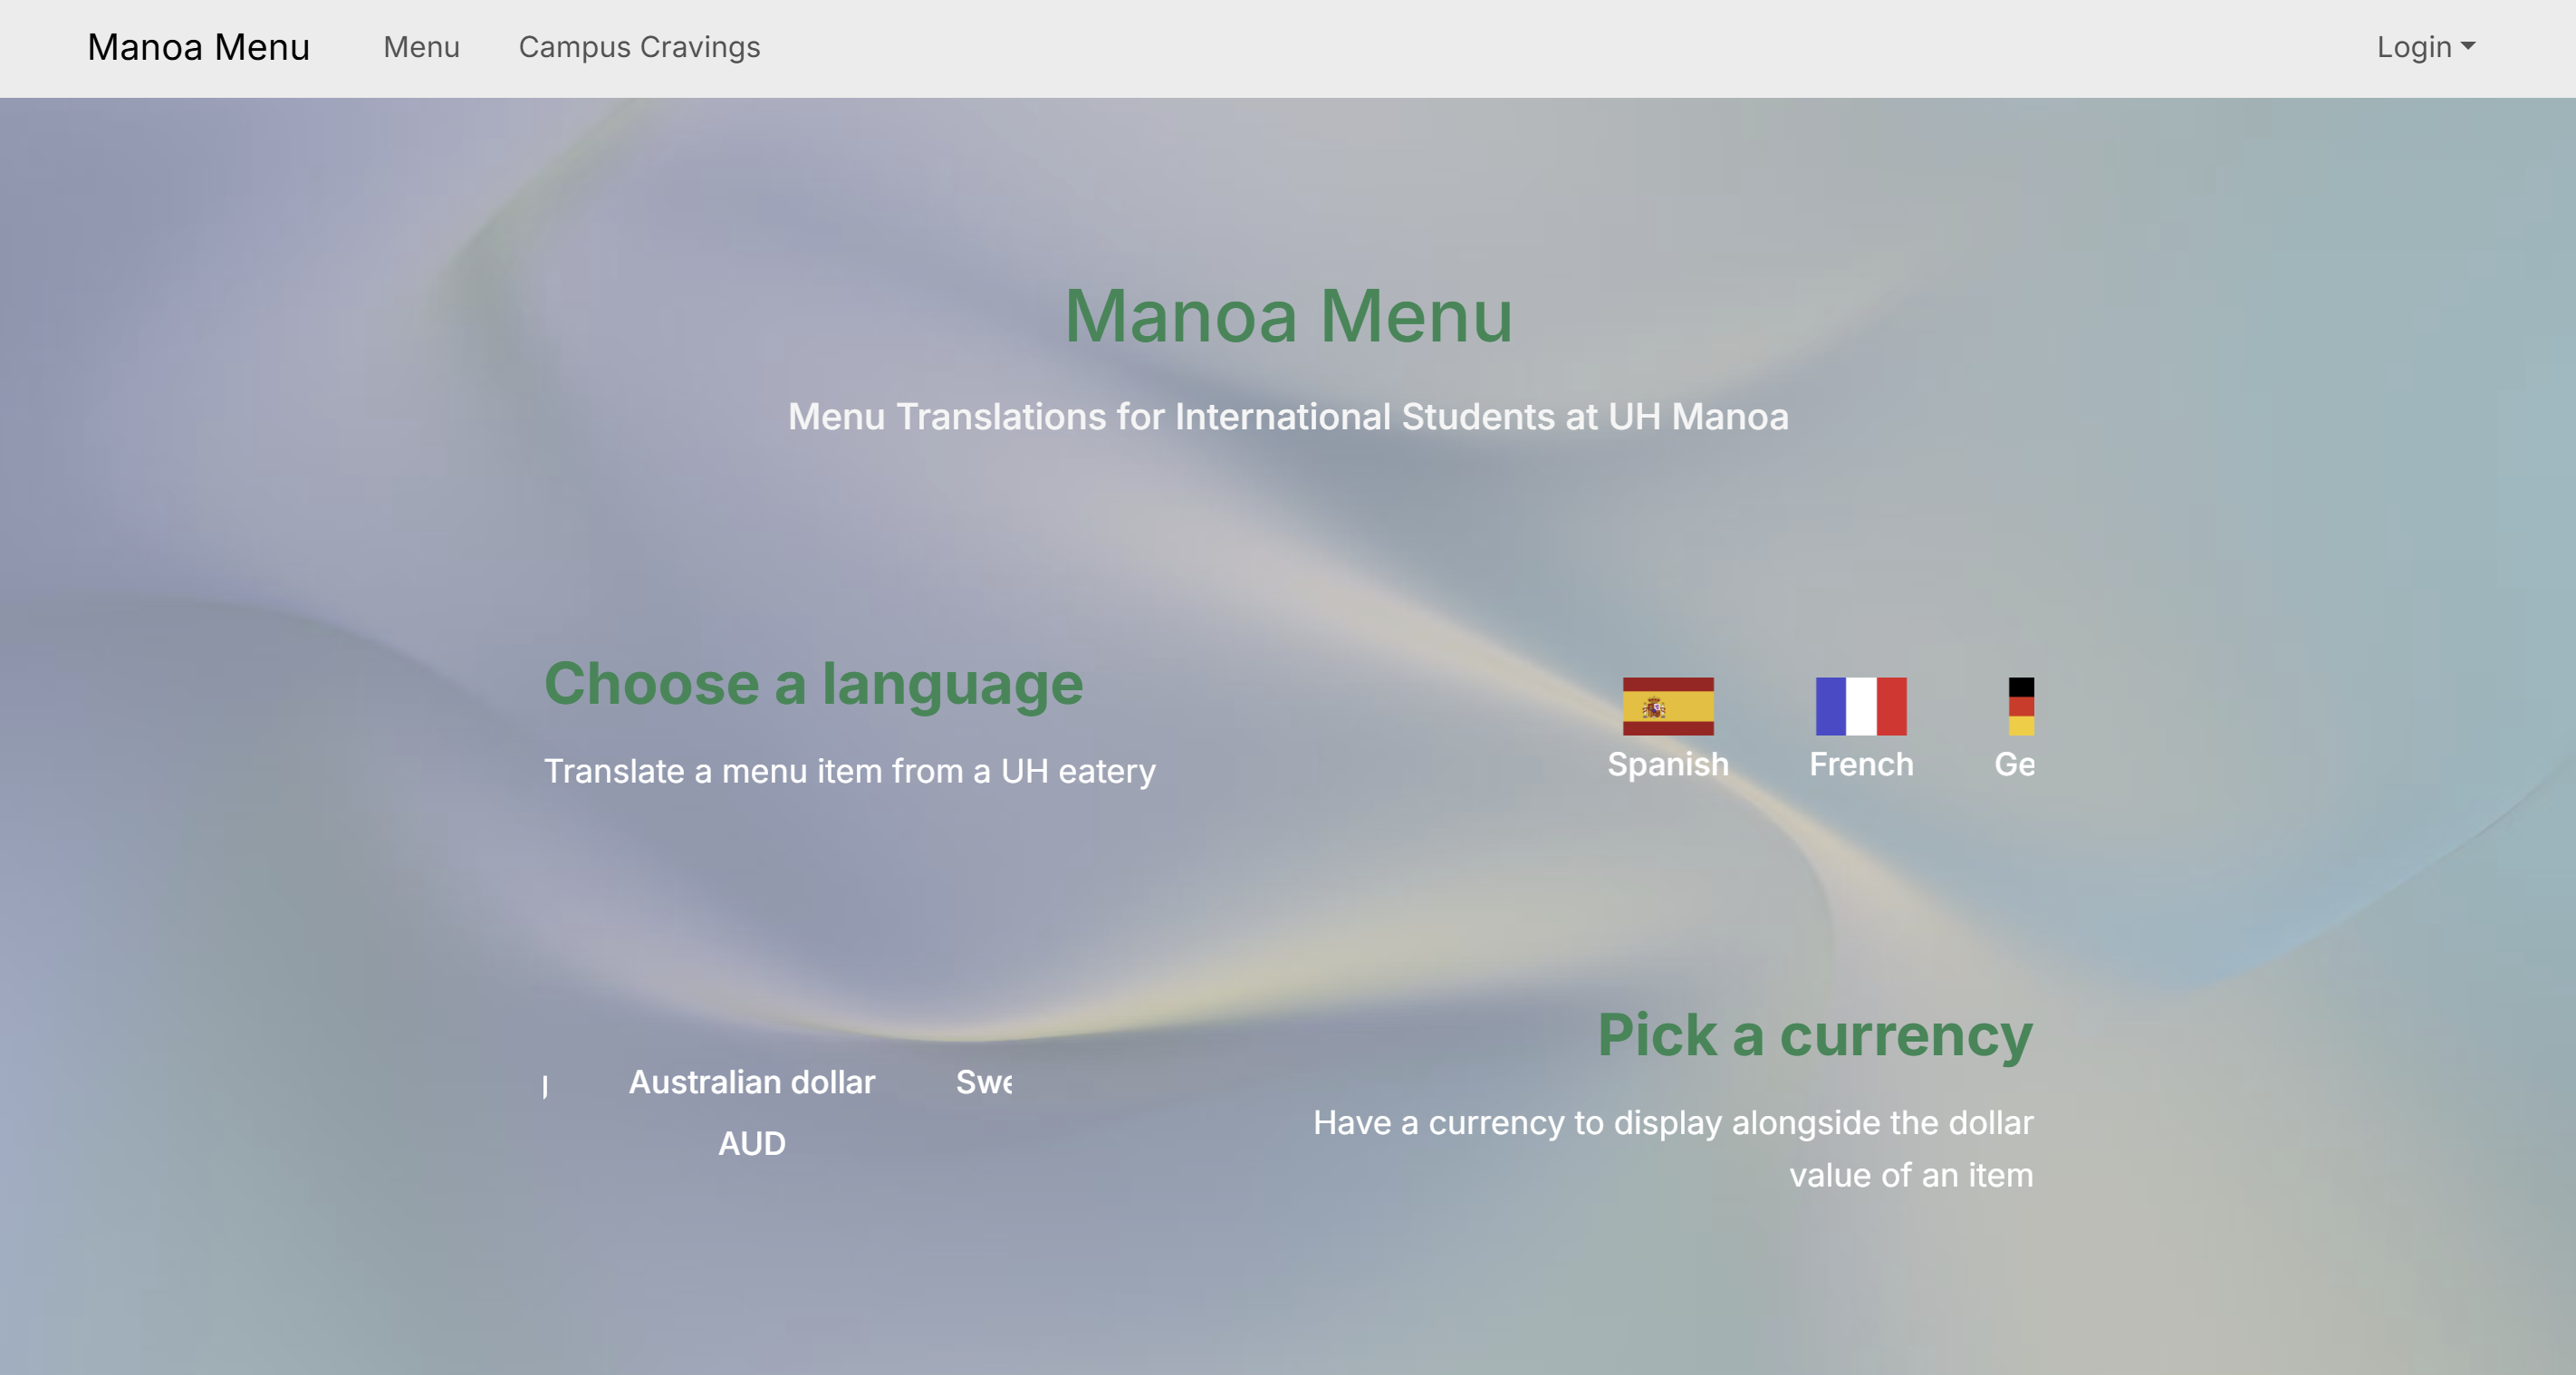 Manoa Menu Menu Campus Cravings Login
Manoa Menu
Menu Translations for International Students at UH Manoa
Choose a language
Translate a menu item from a UH eatery
Spanish French Ge
Pick a currency
Have a currency to display alongside the dollar
value of an item
Australian dollar Swe
AUD